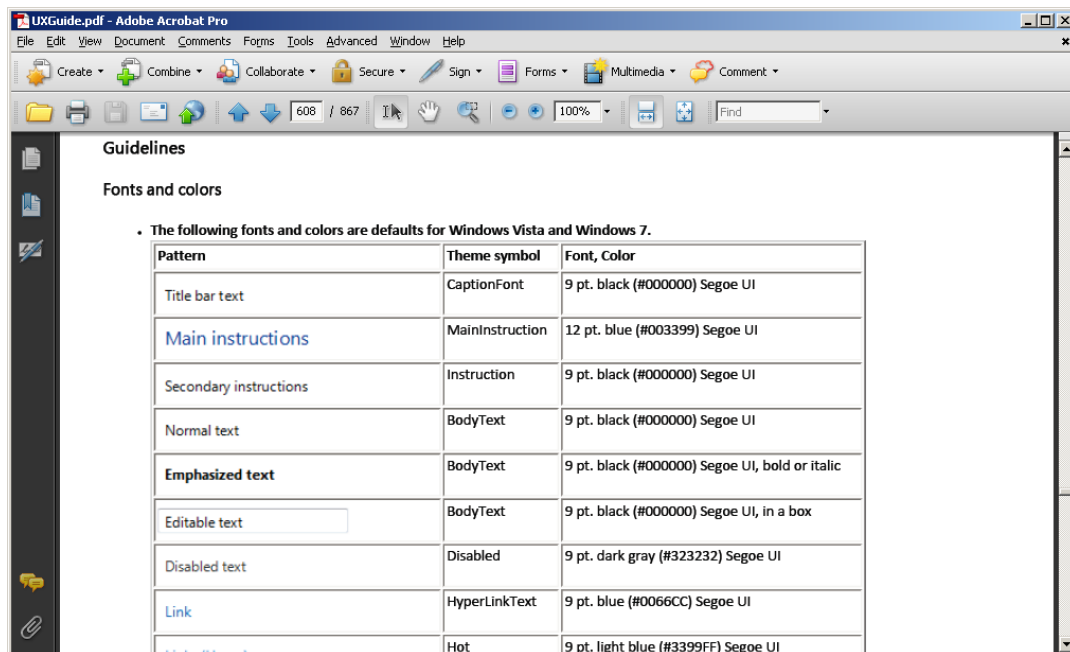 UXGuide.pdf - Adobe Acrobat Pro
File Edit View Document Comments Forms Tools Advanced Window Help
Create Combine Collaborate Secure Sign Forms Multimedia Comment
608 / 867 100% Find
Guidelines
Fonts and colors
• The following fonts and colors are defaults for Windows Vista and Windows 7.
Pattern Theme symbol Font, Color
Title bar text CaptionFont 9 pt. black (#000000) Segoe UI
Main instructions MainInstruction 12 pt. blue (#003399) Segoe UI
Secondary instructions Instruction 9 pt. black (#000000) Segoe UI
Normal text BodyText 9 pt. black (#000000) Segoe UI
Emphasized text BodyText 9 pt. black (#000000) Segoe UI, bold or italic
Editable text BodyText 9 pt. black (#000000) Segoe UI, in a box
Disabled text Disabled 9 pt. dark gray (#323232) Segoe UI
Link HyperLinkText 9 pt. blue (#0066CC) Segoe UI
Hot 9 pt. light blue (#3399FF) Segoe UI